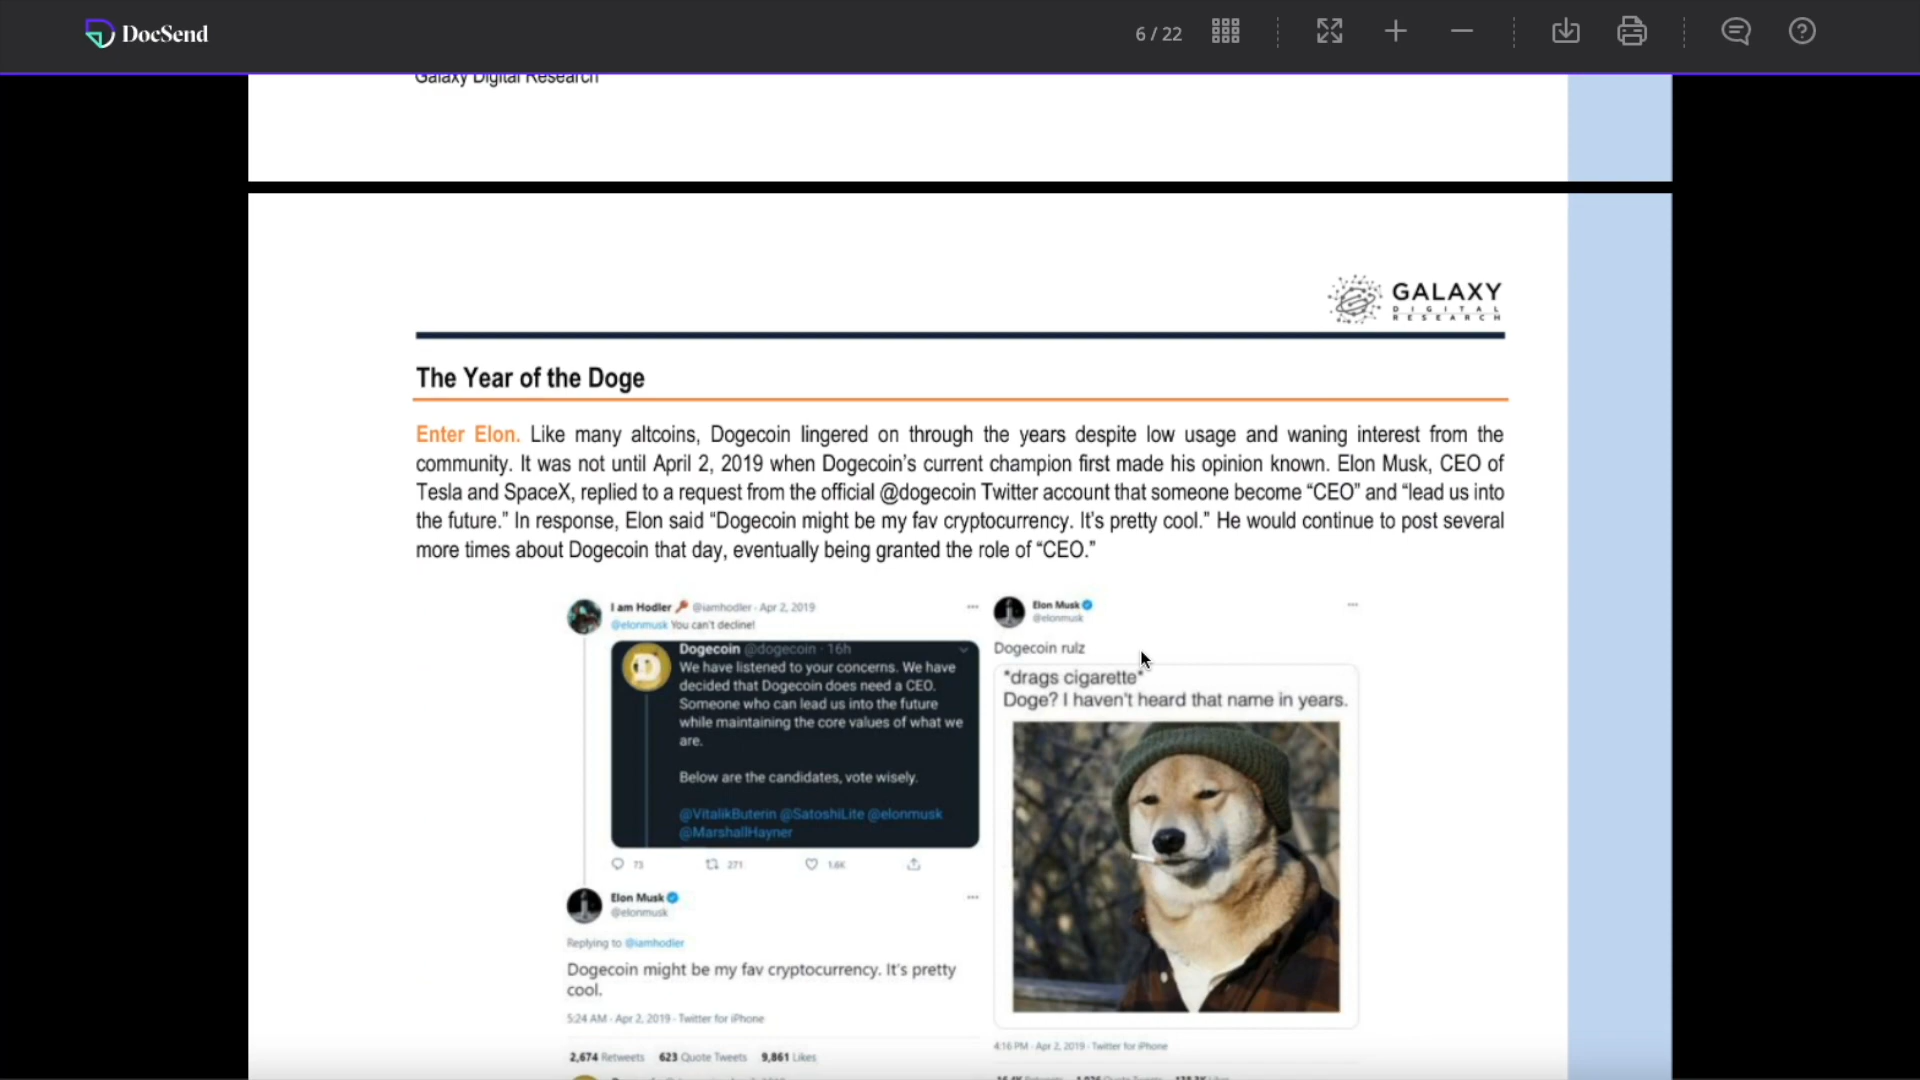 DocSend
6 / 22
Galaxy Digital Research
GALAXY
DIGITAL
RESEARCH
The Year of the Doge
Enter Elon. Like many altcoins, Dogecoin lingered on through the years despite low usage and waning interest from the
community. It was not until April 2, 2019 when Dogecoin's current champion first made his opinion known. Elon Musk, CEO of
Tesla and SpaceX, replied to a request from the official @dogecoin Twitter account that someone become “CEO” and “lead us into
the future.” In response, Elon said “Dogecoin might be my fav cryptocurrency. It’s pretty cool.” He would continue to post several
more times about Dogecoin that day, eventually being granted the role of “CEO.”
I am Hodler @iamhodler · Apr 2, 2019
@elonmusk You can't decline!
Dogecoin @dogecoin · 16h
We have listened to your concerns. We have
decided that Dogecoin does need a CEO.
Someone who can lead us into the future
while maintaining the core values of what we
are.
Below are the candidates, vote wisely.
@VitalikButerin @SatoshiLite @elonmusk
@MarshallHayner
73 271 1.6K
Elon Musk
@elonmusk
Replying to @iamhodler
Dogecoin might be my fav cryptocurrency. It's pretty
cool.
5:24 AM · Apr 2, 2019 · Twitter for iPhone
2,674 Retweets 623 Quote Tweets 9,861 Likes
Elon Musk
@elonmusk
Dogecoin rulz
*drags cigarette*
Doge? I haven't heard that name in years.
4:16 PM · Apr 2, 2019 · Twitter for iPhone